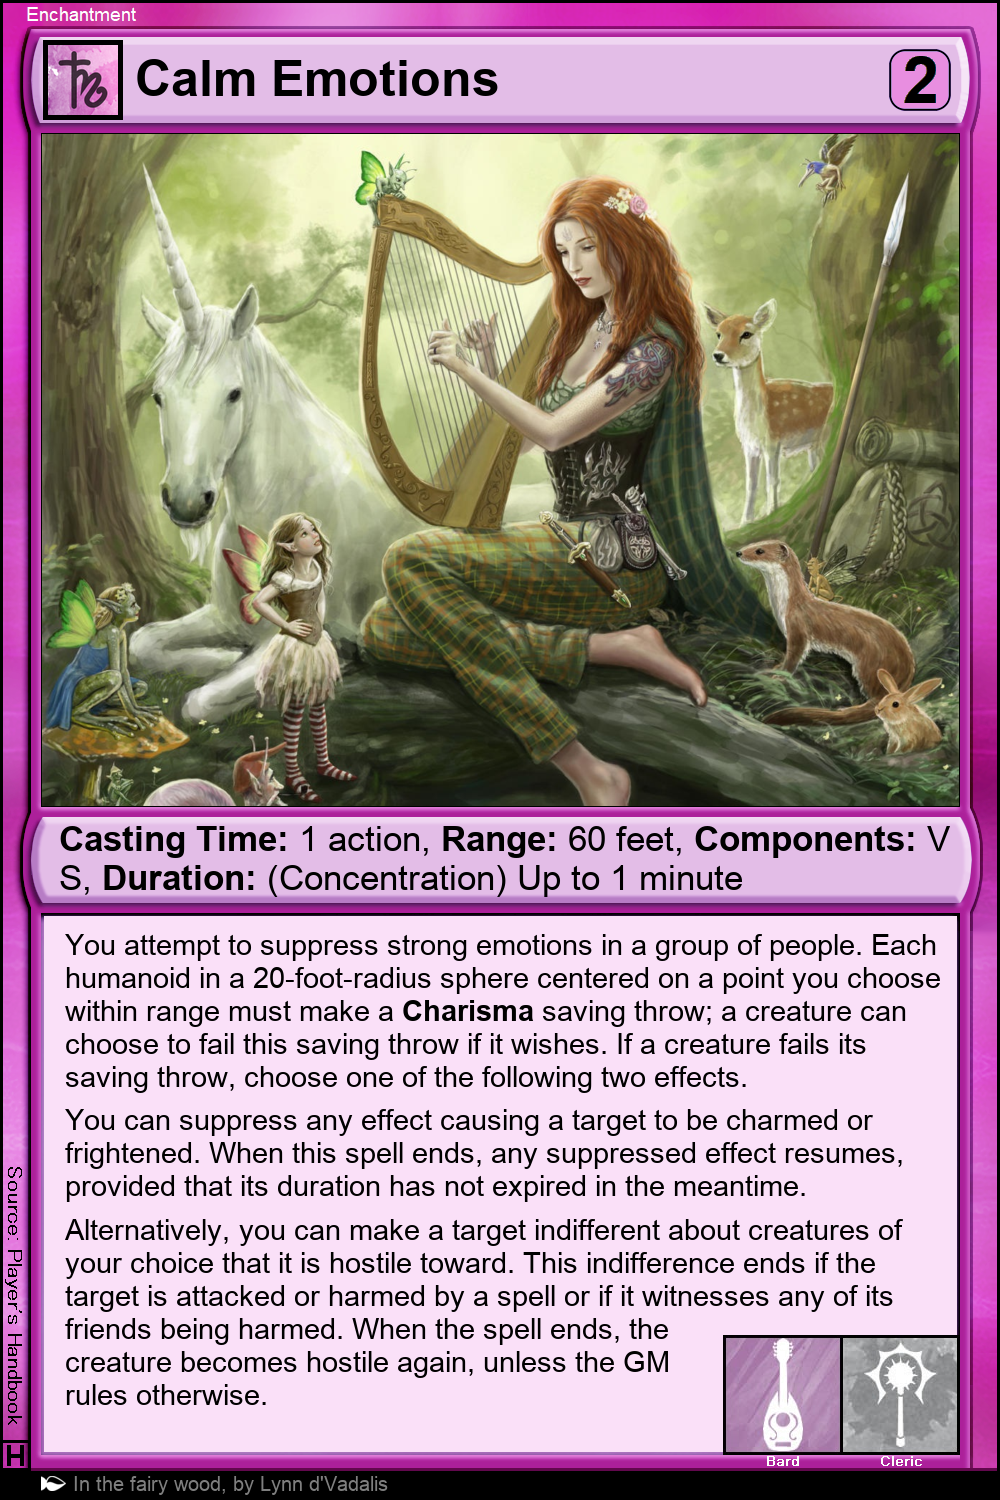 Enchantment
Calm Emotions
2
Casting Time: 1 action, Range: 60 feet, Components: V
S, Duration: (Concentration) Up to 1 minute
You attempt to suppress strong emotions in a group of people. Each
humanoid in a 20-foot-radius sphere centered on a point you choose
within range must make a Charisma saving throw; a creature can
choose to fail this saving throw if it wishes. If a creature fails its
saving throw, choose one of the following two effects.
You can suppress any effect causing a target to be charmed or
frightened. When this spell ends, any suppressed effect resumes,
provided that its duration has not expired in the meantime.
Alternatively, you can make a target indifferent about creatures of
your choice that it is hostile toward. This indifference ends if the
target is attacked or harmed by a spell or if it witnesses any of its
friends being harmed. When the spell ends, the
creature becomes hostile again, unless the GM
rules otherwise.
Bard
Cleric
Source: Player's Handbook
H
In the fairy wood, by Lynn d'Vadalis